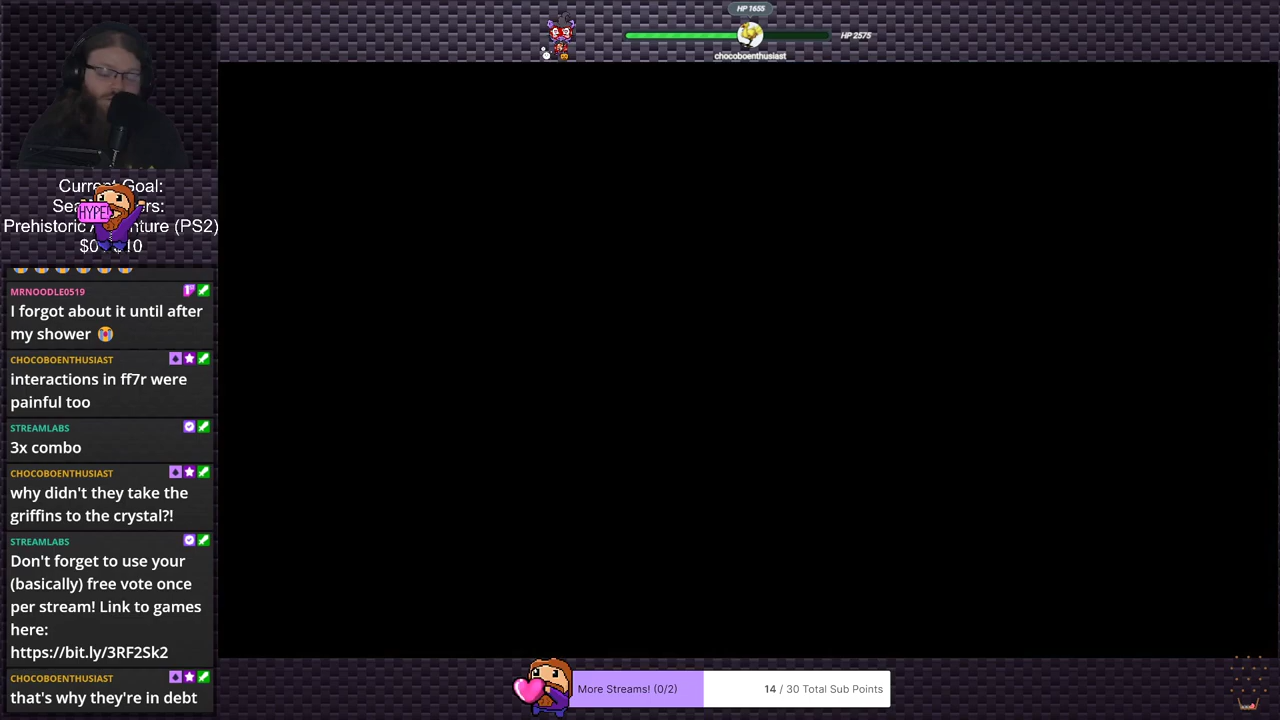 HP 1655
HP 2575
chocoboenthusiast
Current Goal:
HYPE!
Prehistoric
(PS2)
MRNOODLE0519
I forgot about it until after
my shower
CHOCOBOENTHUSIAST
interactions in ff7r were
painful too
STREAMLABS
3x combo
CHOCOBOENTHUSIAST
why didn't they take the
griffins to the crystal?!
STREAMLABS
Don't forget to use your
(basically) free vote once
per stream! Link to games
here:
https://bit.ly/3RF2Sk2
CHOCOBOENTHUSIAST
that's why they're in debt
More Streams! (0/2)
14 / 30 Total Sub Points